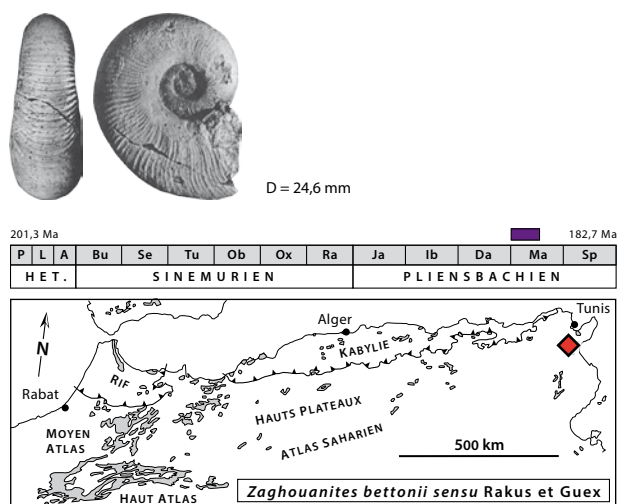 D = 24,6 mm
201,3 Ma 182,7 Ma
P L A Bu Se Tu Ob Ox Ra Ja Ib Da Ma Sp
HET. SINEMURIEN PLIENSBACHIEN
Tunis
Alger
KABYLIE
N
RIF
Rabat
HAUTS PLATEAUX
MOYEN
ATLAS
ATLAS SAHARIEN
500 km
HAUT ATLAS
Zaghouanites bettonii sensu Rakus et Guex